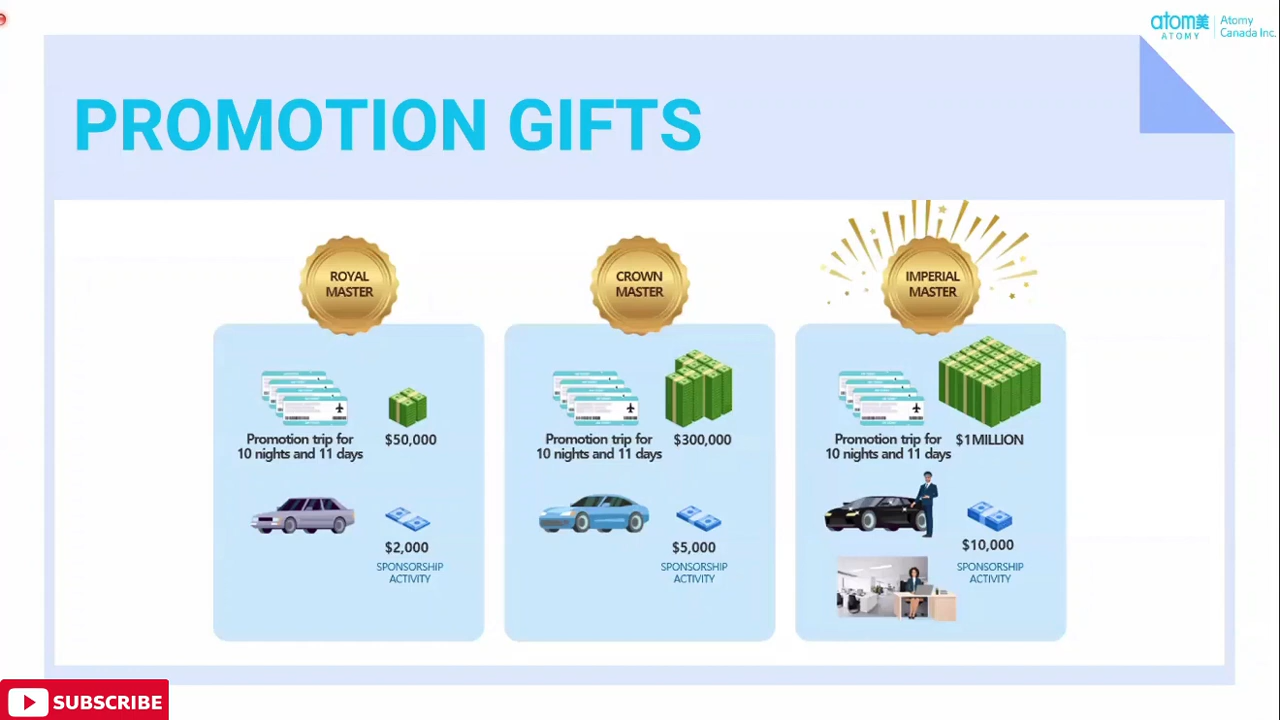 atom美
ATOMY
Atomy
Canada Inc.
PROMOTION GIFTS
ROYAL
MASTER
Promotion trip for
10 nights and 11 days
$50,000
$2,000
SPONSORSHIP
ACTIVITY
CROWN
MASTER
Promotion trip for
10 nights and 11 days
$300,000
$5,000
SPONSORSHIP
ACTIVITY
IMPERIAL
MASTER
Promotion trip for
10 nights and 11 days
$1MILLION
$10,000
SPONSORSHIP
ACTIVITY
SUBSCRIBE